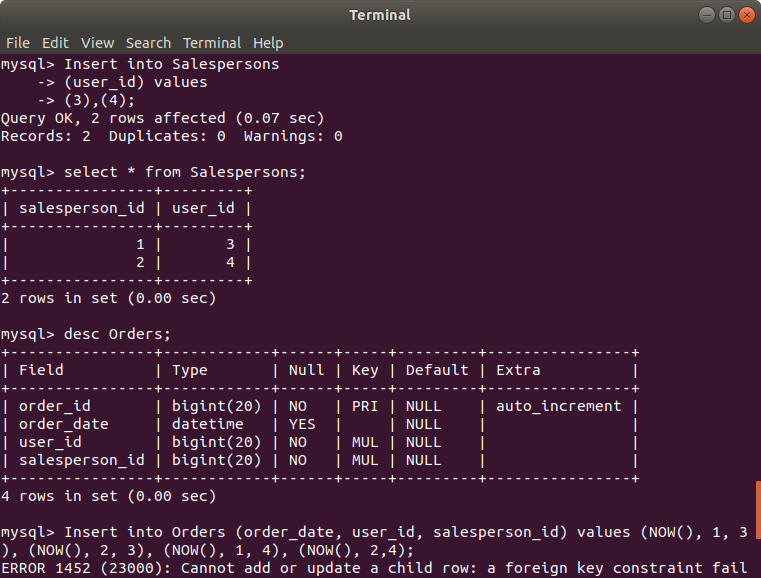 Terminal
File Edit View Search Terminal Help
mysql> Insert into Salespersons
    -> (user_id) values
    -> (3),(4);
Query OK, 2 rows affected (0.07 sec)
Records: 2  Duplicates: 0  Warnings: 0

mysql> select * from Salespersons;
+----------------+---------+
| salesperson_id | user_id |
+----------------+---------+
|              1 |       3 |
|              2 |       4 |
+----------------+---------+
2 rows in set (0.00 sec)

mysql> desc Orders;
+----------------+------------+------+-----+---------+----------------+
| Field          | Type       | Null | Key | Default | Extra          |
+----------------+------------+------+-----+---------+----------------+
| order_id       | bigint(20) | NO   | PRI | NULL    | auto_increment |
| order_date     | datetime   | YES  |     | NULL    |                |
| user_id        | bigint(20) | NO   | MUL | NULL    |                |
| salesperson_id | bigint(20) | NO   | MUL | NULL    |                |
+----------------+------------+------+-----+---------+----------------+
4 rows in set (0.00 sec)

mysql> Insert into Orders (order_date, user_id, salesperson_id) values (NOW(), 1, 3
), (NOW(), 2, 3), (NOW(), 1, 4), (NOW(), 2,4);
ERROR 1452 (23000): Cannot add or update a child row: a foreign key constraint fail